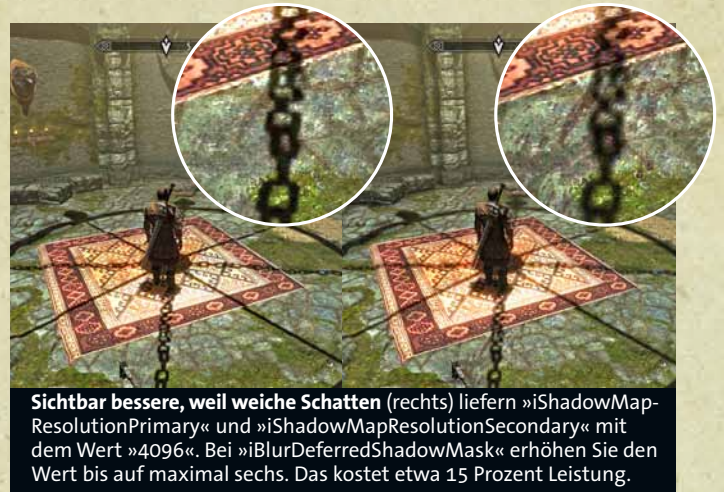 Sichtbar bessere, weil weiche Schatten (rechts) liefern »iShadowMap-
ResolutionPrimary« und »iShadowMapResolutionSecondary« mit
dem Wert »4096«. Bei »iBlurDeferredShadowMask« erhöhen Sie den
Wert bis auf maximal sechs. Das kostet etwa 15 Prozent Leistung.